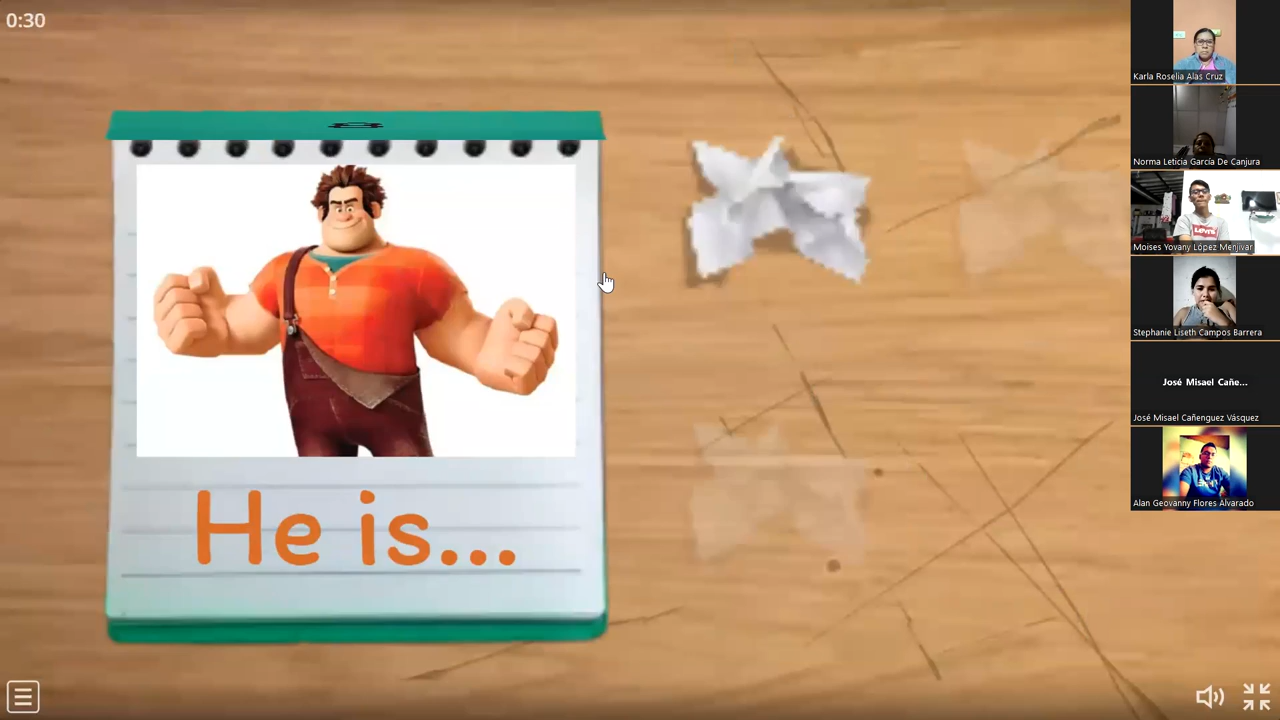 0:30
He is...
Karla Roselia Alas Cruz
Norma Leticia García De Canjura
Moises Yovany López Menjivar
Stephanie Liseth Campos Barrera
José Misael Cañe...
José Misael Cañenguez Vásquez
Alan Geovanny Flores Alvarado